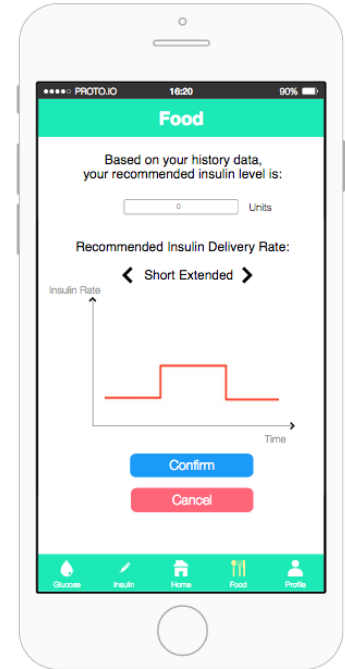 PROTO.IO 16:20 90%
Food
Based on your history data,
your recommended insulin level is:
0 Units
Recommended Insulin Delivery Rate:
Short Extended
Insulin Rate
Time
Confirm
Cancel
Glucose Insulin Home Food Profile